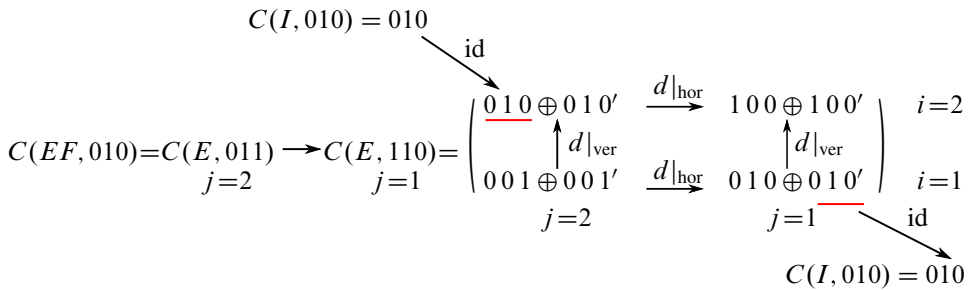 C(I, 010) = 010
id
0 1 0 ⊕ 0 1 0′ d|hor 1 0 0 ⊕ 1 0 0′ i=2
C(EF, 010)=C(E, 011) → C(E, 110)= d|ver d|ver
j=2 j=1
0 0 1 ⊕ 0 0 1′ d|hor 0 1 0 ⊕ 0 1 0′ i=1
j=2 j=1 id
C(I, 010) = 010